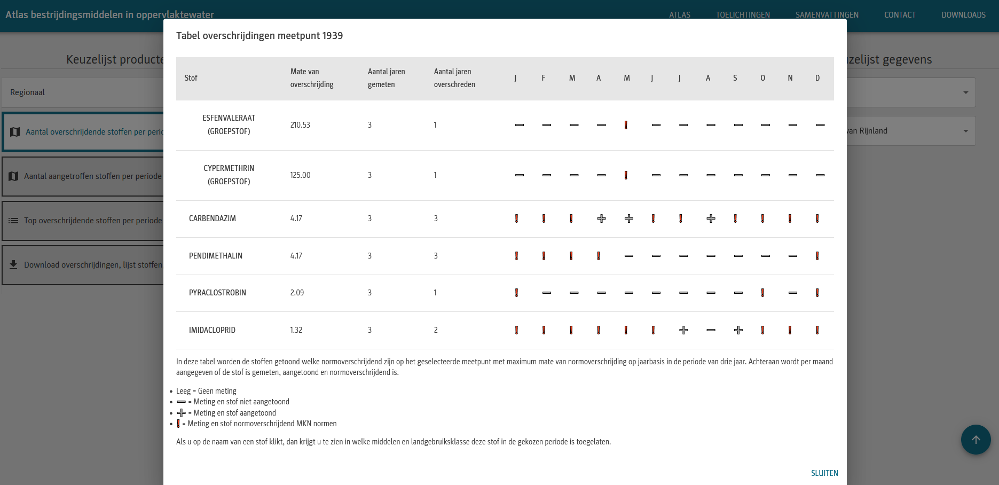 Atlas bestrijdingsmiddelen in oppervlaktewater
ATLAS TOELICHTINGEN SAMENVATTINGEN CONTACT DOWNLOADS
Tabel overschrijdingen meetpunt 1939
Keuzelijst producte
zelijst gegevens
Regionaal
Aantal overschrijdende stoffen per perio
van Rijnland
Aantal aangetroffen stoffen per periode
Top overschrijdende stoffen per periode
Download overschrijdingen, lijst stoffen.
Stof Mate van overschrijding Aantal jaren gemeten Aantal jaren overschreden J F M A M J J A S O N D
ESFENVALERAAT (GROEPSTOF) 210.53 3 1 – – – – ! – – – – – – –
CYPERMETHRIN (GROEPSTOF) 125.00 3 1 – – – – ! – – – – – – –
CARBENDAZIM 4.17 3 3 ! ! ! + + ! ! + ! ! ! !
PENDIMETHALIN 4.17 3 3 ! ! ! ! – – – – – – – !
PYRACLOSTROBIN 2.09 3 1 ! – – – – – – – – ! – !
IMIDACLOPRID 1.32 3 2 ! ! ! ! ! ! + – + ! ! !
In deze tabel worden de stoffen getoond welke normoverschrijdend zijn op het geselecteerde meetpunt met maximum mate van normoverschrijding op jaarbasis in de periode van drie jaar. Achteraan wordt per maand
aangegeven of de stof is gemeten, aangetoond en normoverschrijdend is.
• Leeg = Geen meting
• – = Meting en stof niet aangetoond
• + = Meting en stof aangetoond
• ! = Meting en stof normoverschrijdend MKN normen
Als u op de naam van een stof klikt, dan krijgt u te zien in welke middelen en landgebruiksklasse deze stof in de gekozen periode is toegelaten.
SLUITEN